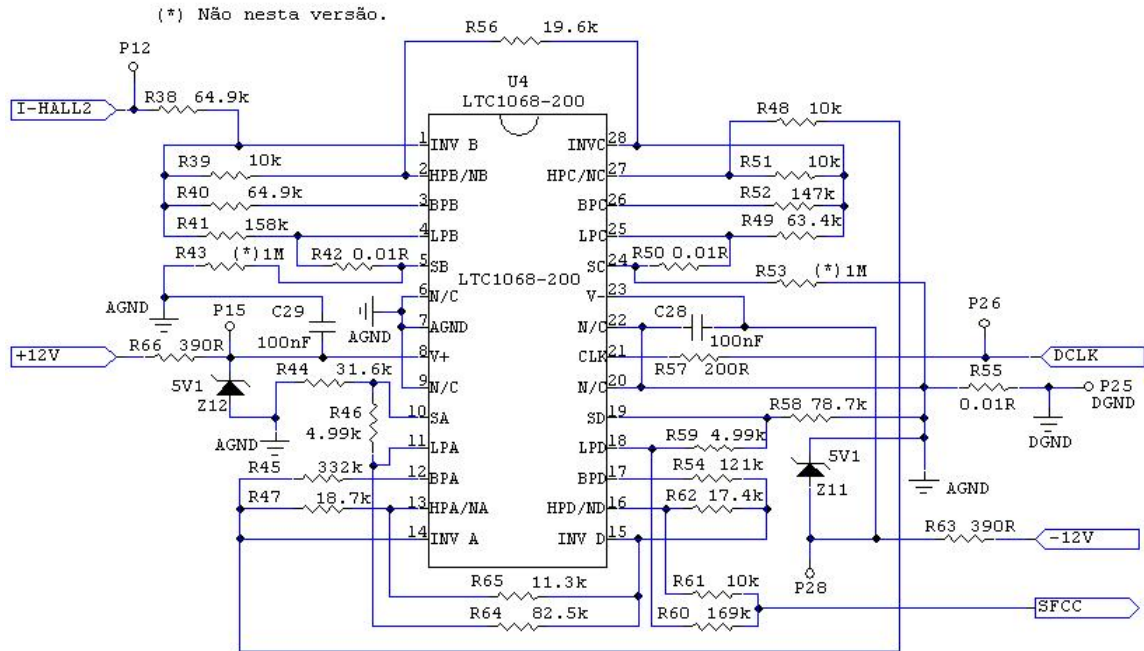 (*) Não nesta versão.
R56 19.6k
P12
U4
LTC1068-200
I-HALL2
R38 64.9k
R48 10k
1 INV B
INVC 28
R39 10k
2 HPB/NB
HPC/NC 27
R51 10k
R40 64.9k
3 BPB
BPC 26
R52 147k
R41 158k
4 LPB
LPC 25
R49 63.4k
R43 (*)1M
R42 0.01R
5 SB
SC 24
R50 0.01R
LTC1068-200
R53 (*)1M
6 N/C
V- 23
AGND
P15
C29
100nF
AGND
7 AGND
N/C 22
C28
100nF
P26
+12V
R66 390R
8 V+
CLK 21
R57 200R
DCLK
5V1
Z12
R44 31.6k
9 N/C
N/C 20
R55
0.01R
P25
DGND
DGND
AGND
R46
4.99k
10 SA
SD 19
R58 78.7k
11 LPA
LPD 18
R59 4.99k
5V1
Z11
AGND
R45 332k
12 BPA
BPD 17
R54 121k
R47 18.7k
13 HPA/NA
HPD/ND 16
R62 17.4k
14 INV A
INV D 15
R63 390R
-12V
P28
R65 11.3k
R61 10k
R64 82.5k
R60 169k
SFCC